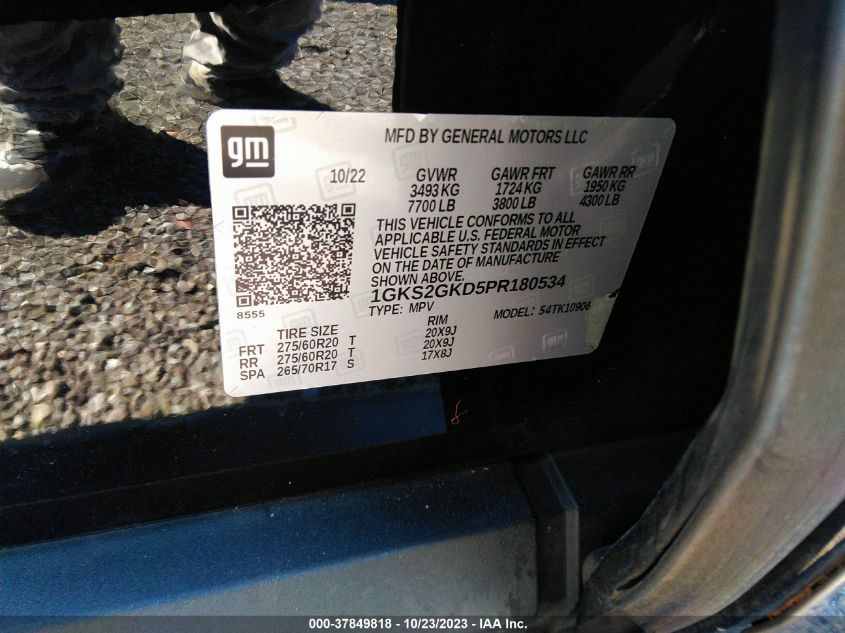 gm
MFD BY GENERAL MOTORS LLC
10/22 GVWR GAWR FRT GAWR RR
3493 KG 1724 KG 1950 KG
7700 LB 3800 LB 4300 LB
THIS VEHICLE CONFORMS TO ALL
APPLICABLE U.S. FEDERAL MOTOR
VEHICLE SAFETY STANDARDS IN EFFECT
ON THE DATE OF MANUFACTURE
SHOWN ABOVE.
1GKS2GKD5PR180534
8555
TYPE: MPV MODEL: 54TK10906
TIRE SIZE RIM
FRT 275/60R20 T 20X9J
RR 275/60R20 T 20X9J
SPA 265/70R17 S 17X8J
000-37849818 - 10/23/2023 - IAA Inc.